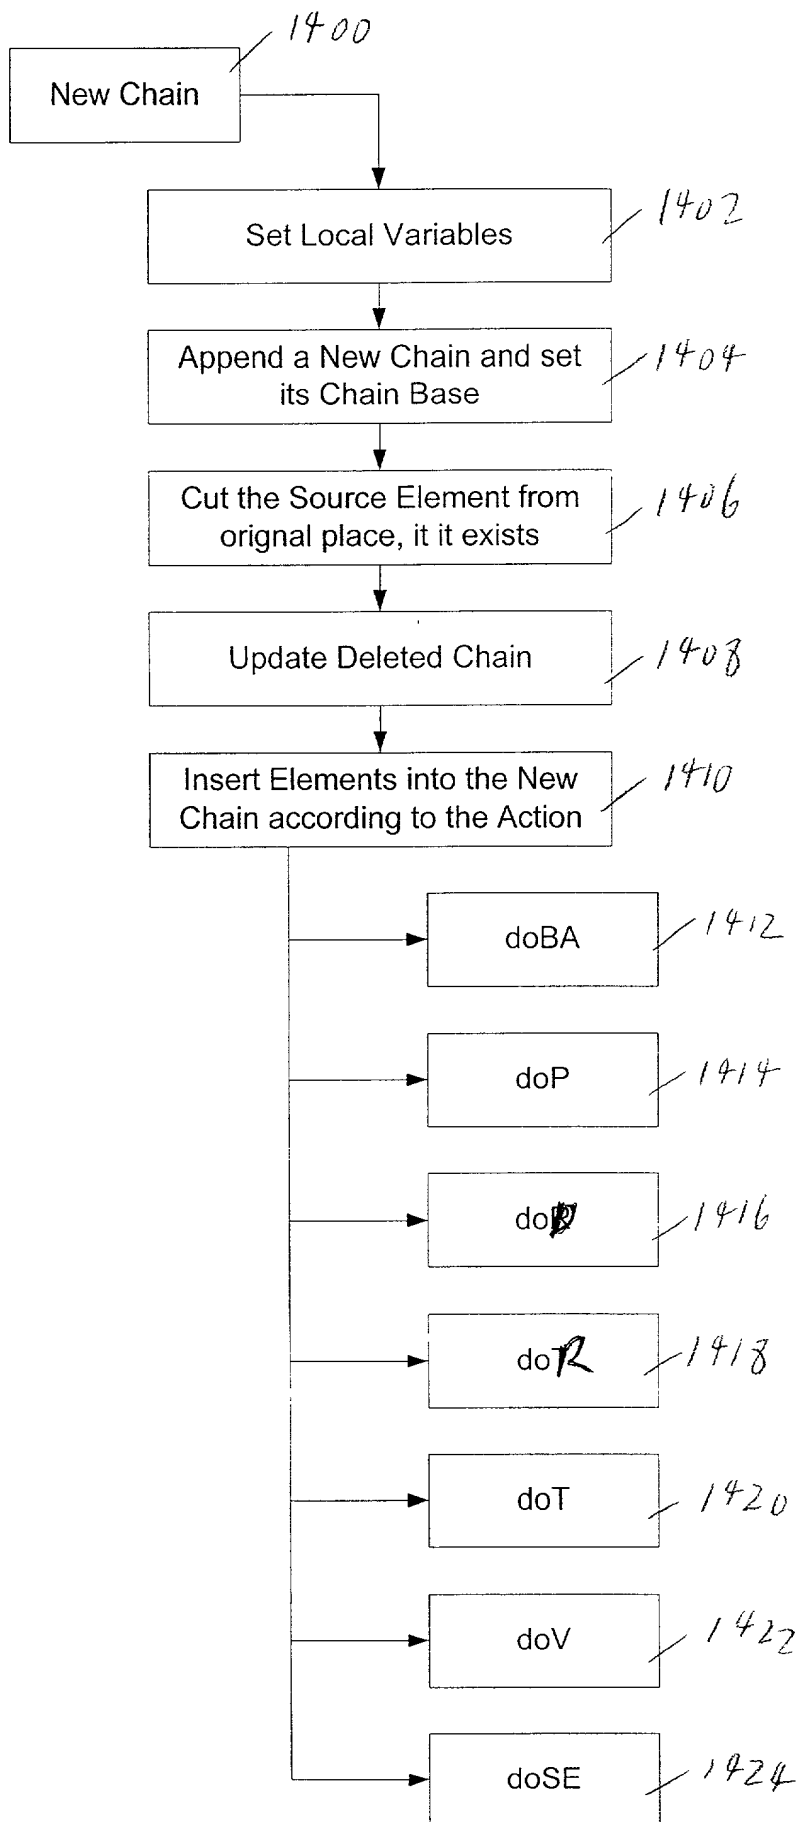 1400
New Chain
1402
Set Local Variables
1404
Append a New Chain and set
its Chain Base
1406
Cut the Source Element from
orignal place, it it exists
1408
Update Deleted Chain
1410
Insert Elements into the New
Chain according to the Action
doBA
1412
doP
1414
1416
doR
1418
doT
1420
doV
1422
doSE
1424